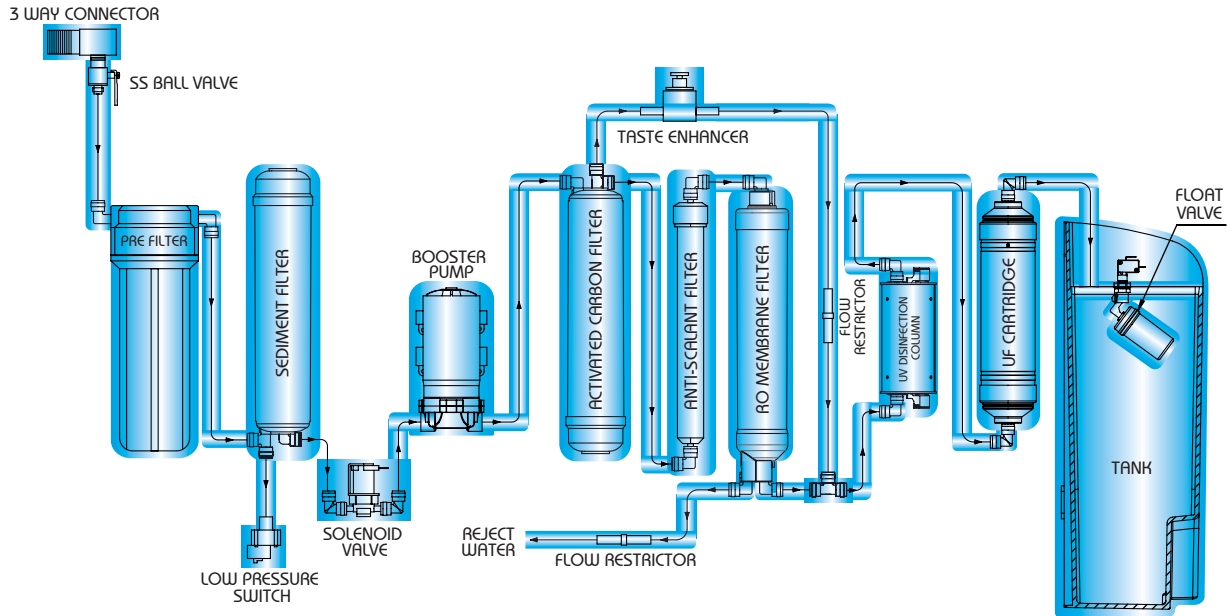 3 WAY CONNECTOR
SS BALL VALVE
PRE FILTER
SEDIMENT FILTER
LOW PRESSURE
SWITCH
SOLENOID
VALVE
BOOSTER
PUMP
ACTIVATED CARBON FILTER
TASTE ENHANCER
ANTI-SCALANT FILTER
RO MEMBRANE FILTER
REJECT
WATER
FLOW RESTRICTOR
FLOW
RESTRICTOR
UV DISINFECTION
COLUMN
UF CARTRIDGE
FLOAT
VALVE
TANK